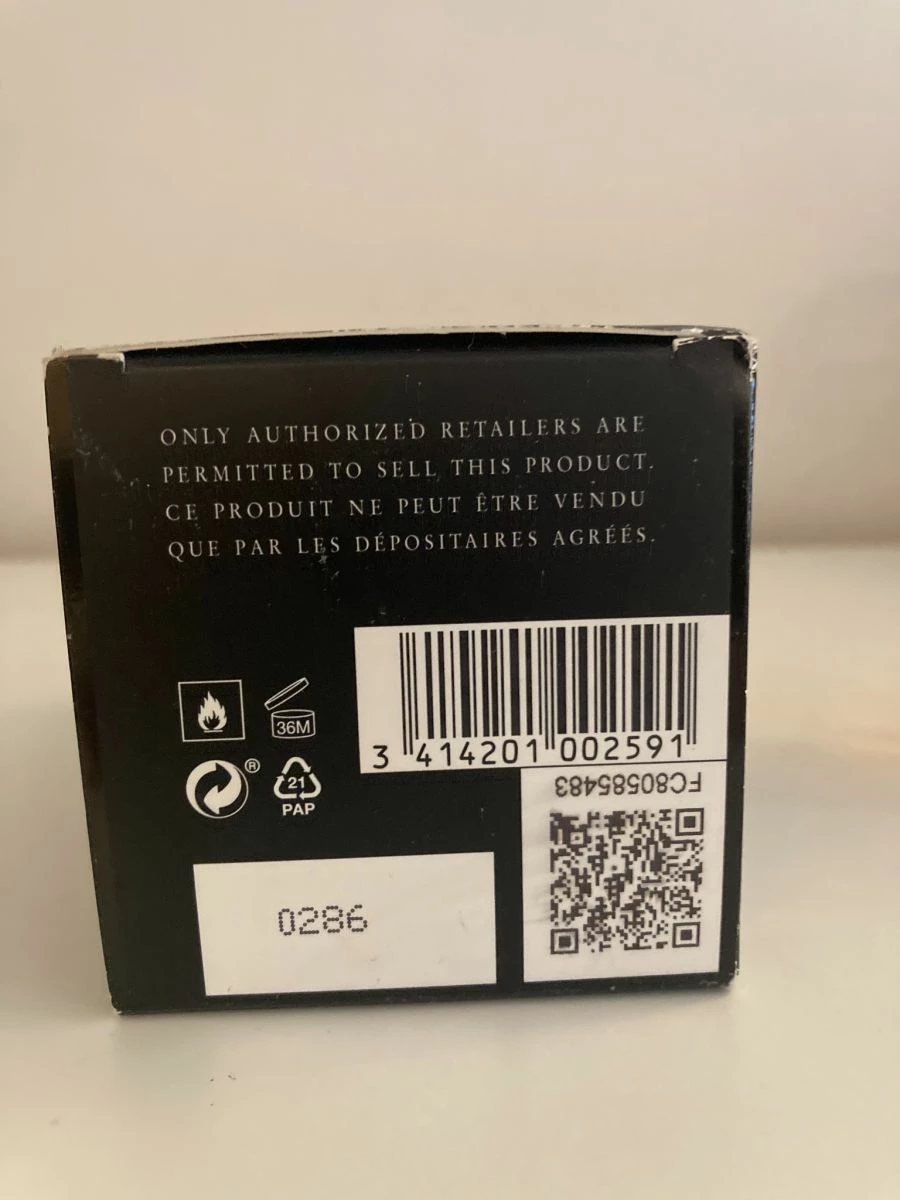 ONLY AUTHORIZED RETAILERS ARE
PERMITTED TO SELL THIS PRODUCT.
CE PRODUIT NE PEUT ÊTRE VENDU
QUE PAR LES DÉPOSITAIRES AGRÉÉS.
36M
®
21
PAP
3 414201 002591
FC80585483
0286